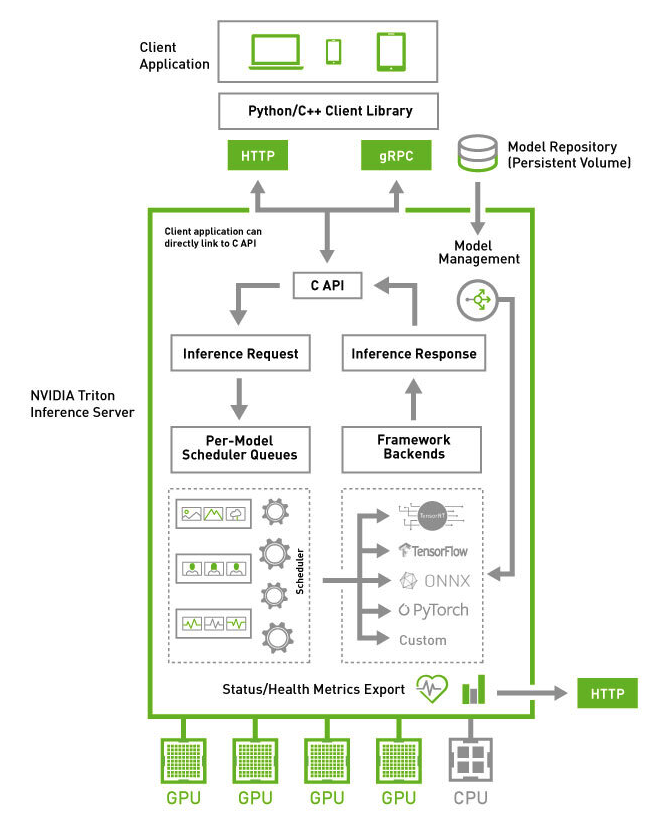 Client
Application
Python/C++ Client Library
HTTP
gRPC
Model Repository
(Persistent Volume)
Client application can
directly link to C API
Model
Management
C API
Inference Request
Inference Response
NVIDIA Triton
Inference Server
Per-Model
Scheduler Queues
Framework
Backends
Scheduler
TensorRT
TensorFlow
ONNX
PyTorch
Custom
Status/Health Metrics Export
HTTP
GPU
GPU
GPU
GPU
CPU